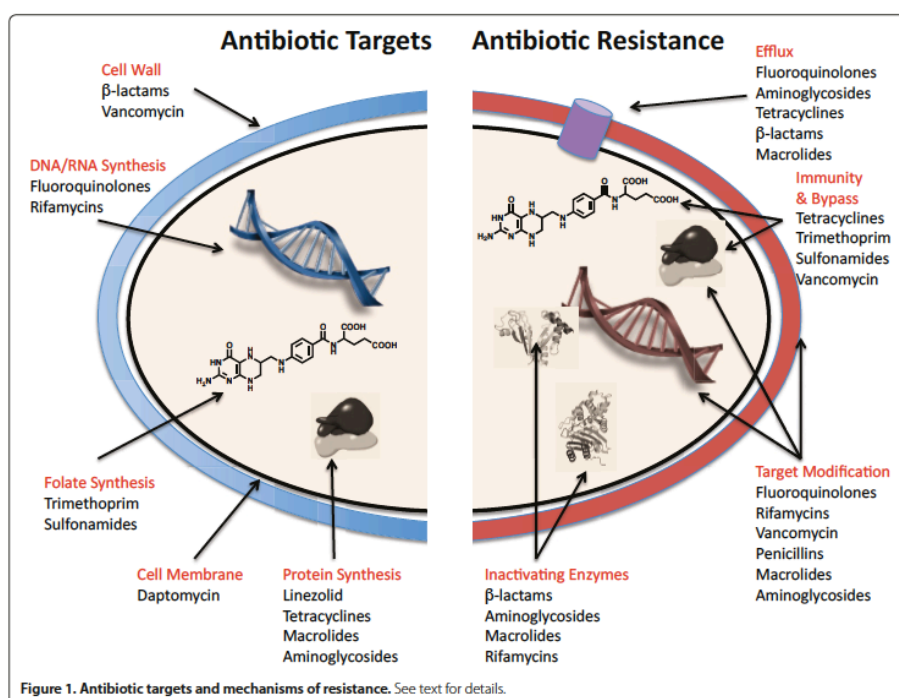 Antibiotic Targets
Antibiotic Resistance
Cell Wall
β-lactams
Vancomycin
DNA/RNA Synthesis
Fluoroquinolones
Rifamycins
Folate Synthesis
Trimethoprim
Sulfonamides
Cell Membrane
Daptomycin
Protein Synthesis
Linezolid
Tetracyclines
Macrolides
Aminoglycosides
O
COOH
O
N
H
COOH
HN
H
N
N
H
H2N
N
N
H
Efflux
Fluoroquinolones
Aminoglycosides
Tetracyclines
β-lactams
Macrolides
Immunity
& Bypass
Tetracyclines
Trimethoprim
Sulfonamides
Vancomycin
O
COOH
O
N
H
COOH
HN
H
N
N
H
H2N
N
N
H
Inactivating Enzymes
β-lactams
Aminoglycosides
Macrolides
Rifamycins
Target Modification
Fluoroquinolones
Rifamycins
Vancomycin
Penicillins
Macrolides
Aminoglycosides
Figure 1. Antibiotic targets and mechanisms of resistance. See text for details.